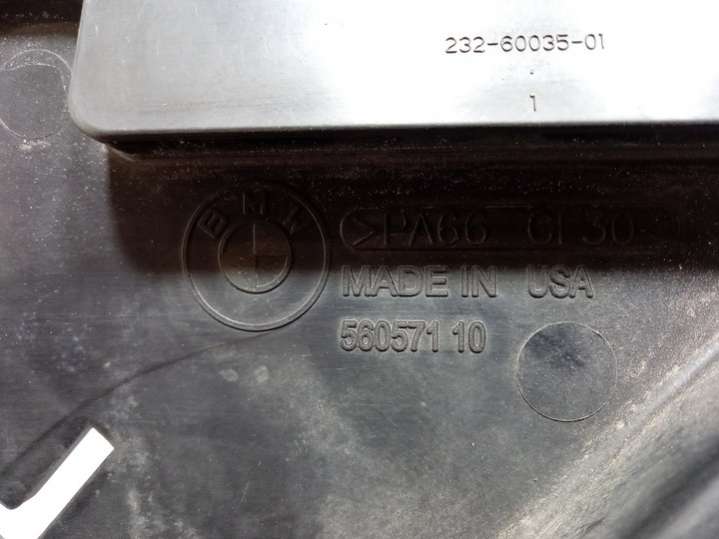 232-60035-01
1
BMW
>PA66 GF30
MADE IN USA
560571 10